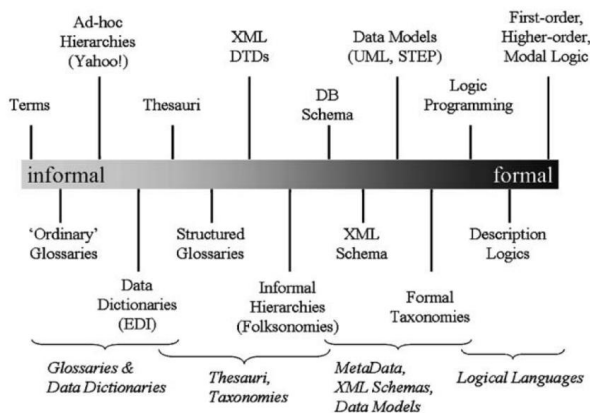 Terms
Ad-hoc
Hierarchies
(Yahoo!)
Thesauri
XML
DTDs
DB
Schema
Data Models
(UML, STEP)
Logic
Programming
First-order,
Higher-order,
Modal Logic
informal
formal
‘Ordinary’
Glossaries
Data
Dictionaries
(EDI)
Structured
Glossaries
Informal
Hierarchies
(Folksonomies)
XML
Schema
Formal
Taxonomies
Description
Logics
Glossaries &
Data Dictionaries
Thesauri,
Taxonomies
MetaData,
XML Schemas,
Data Models
Logical Languages